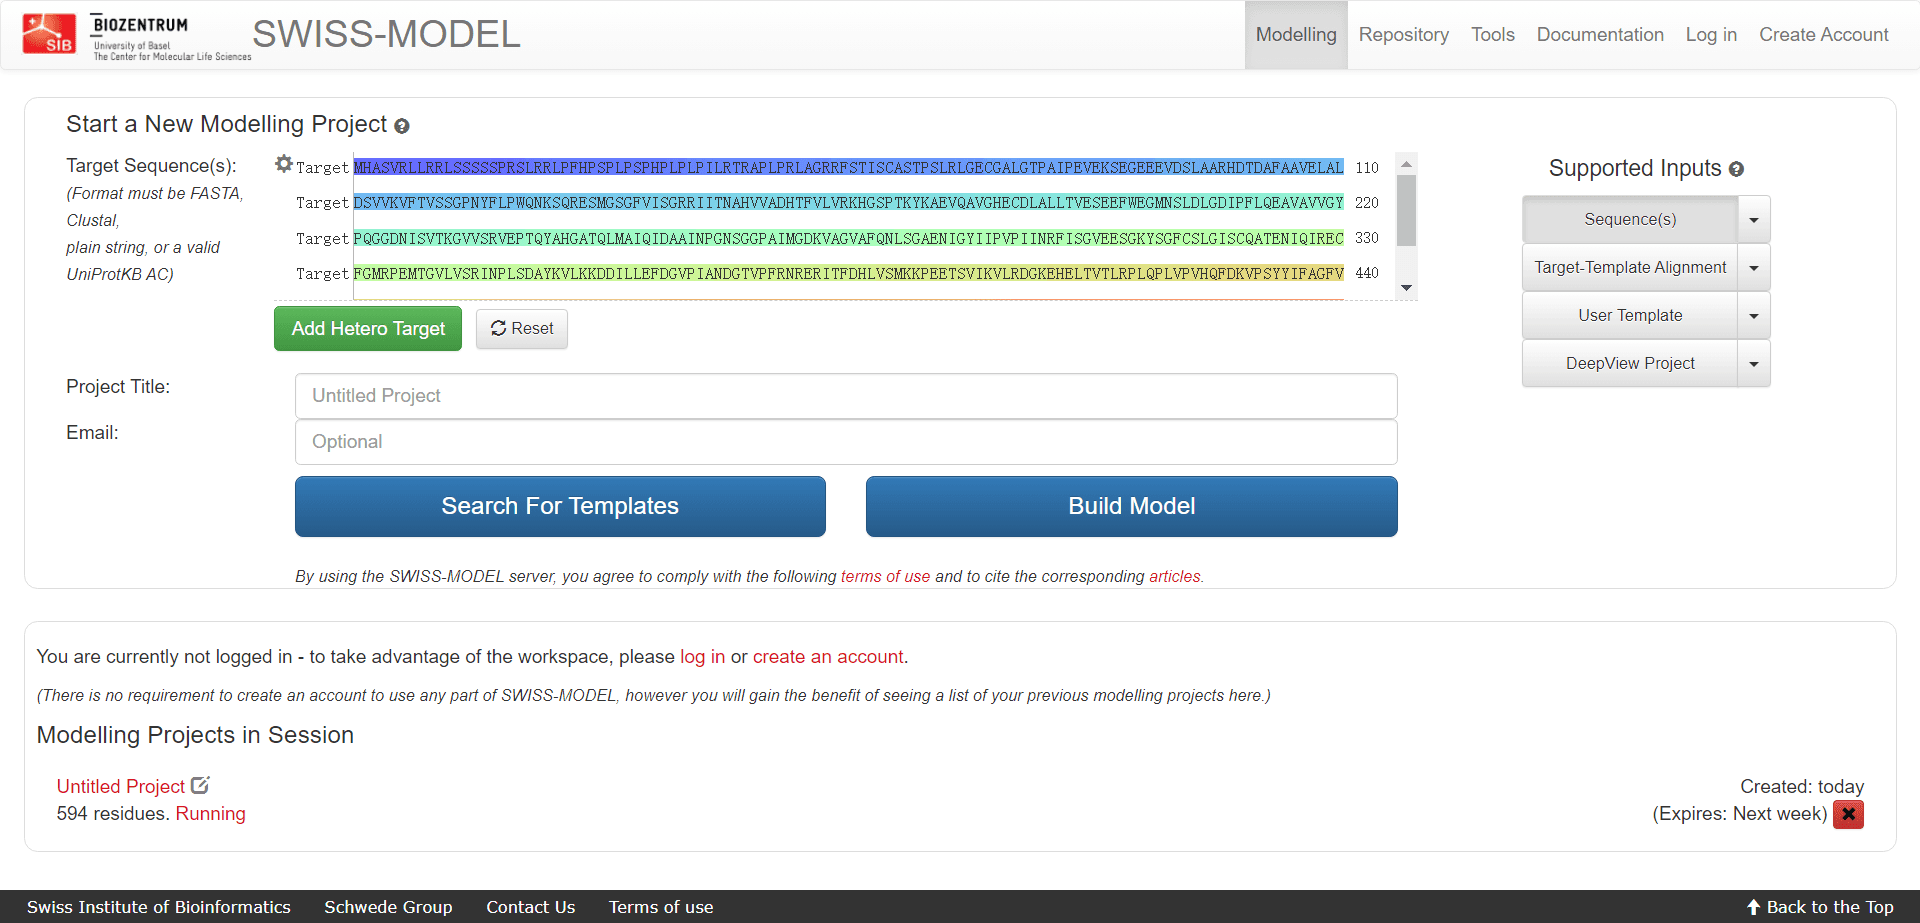 SIB
BIOZENTRUM
University of Basel
The Center for Molecular Life Sciences
SWISS-MODEL
Modelling
Repository
Tools
Documentation
Log in
Create Account
Start a New Modelling Project
Target Sequence(s):
(Format must be FASTA,
Clustal,
plain string, or a valid
UniProtKB AC)
Target MHASVRLLRRLSSSSSPRSLRRLPFHPSPLPSPHPLPLPILRTRAPLPRLAGRRFSTISCASTPSLRLGECGALGTPAIPEVEKSEGEEEVDSLAARHDTDAFAAVELAL 110
Target DSVVKVFTVSSGPNYFLPWQNKSQRESMGSGFVISGRRIITNAHVVADHTFVLVRKHGSPTKYKAEVQAVGHECDLALLTVESEEFWEGMNSLDLGDIPFLQEAVAVVGY 220
Target PQGGDNISVTKGVVSRVEPTQYAHGATQLMAIQIDAAINPGNSGGPAIMGDKVAGVAFQNLSGAENIGYIIPVPIINRFISGVEESGKYSGFCSLGISCQATENIQIREC 330
Target FGMRPEMTGVLVSRINPLSDAYKVLKKDDILLEFDGVPIANDGTVPFRNRERITFDHLVSMKKPEETSVIKVLRDGKEHELTVTLRPLQPLVPVHQFDKVPSYYIFAGFV 440
Add Hetero Target
Reset
Supported Inputs
Sequence(s)
Target-Template Alignment
User Template
DeepView Project
Project Title:
Untitled Project
Email:
Optional
Search For Templates
Build Model
By using the SWISS-MODEL server, you agree to comply with the following terms of use and to cite the corresponding articles.
You are currently not logged in - to take advantage of the workspace, please log in or create an account.
(There is no requirement to create an account to use any part of SWISS-MODEL, however you will gain the benefit of seeing a list of your previous modelling projects here.)
Modelling Projects in Session
Untitled Project
594 residues. Running
Created: today
(Expires: Next week)
Swiss Institute of Bioinformatics
Schwede Group
Contact Us
Terms of use
Back to the Top